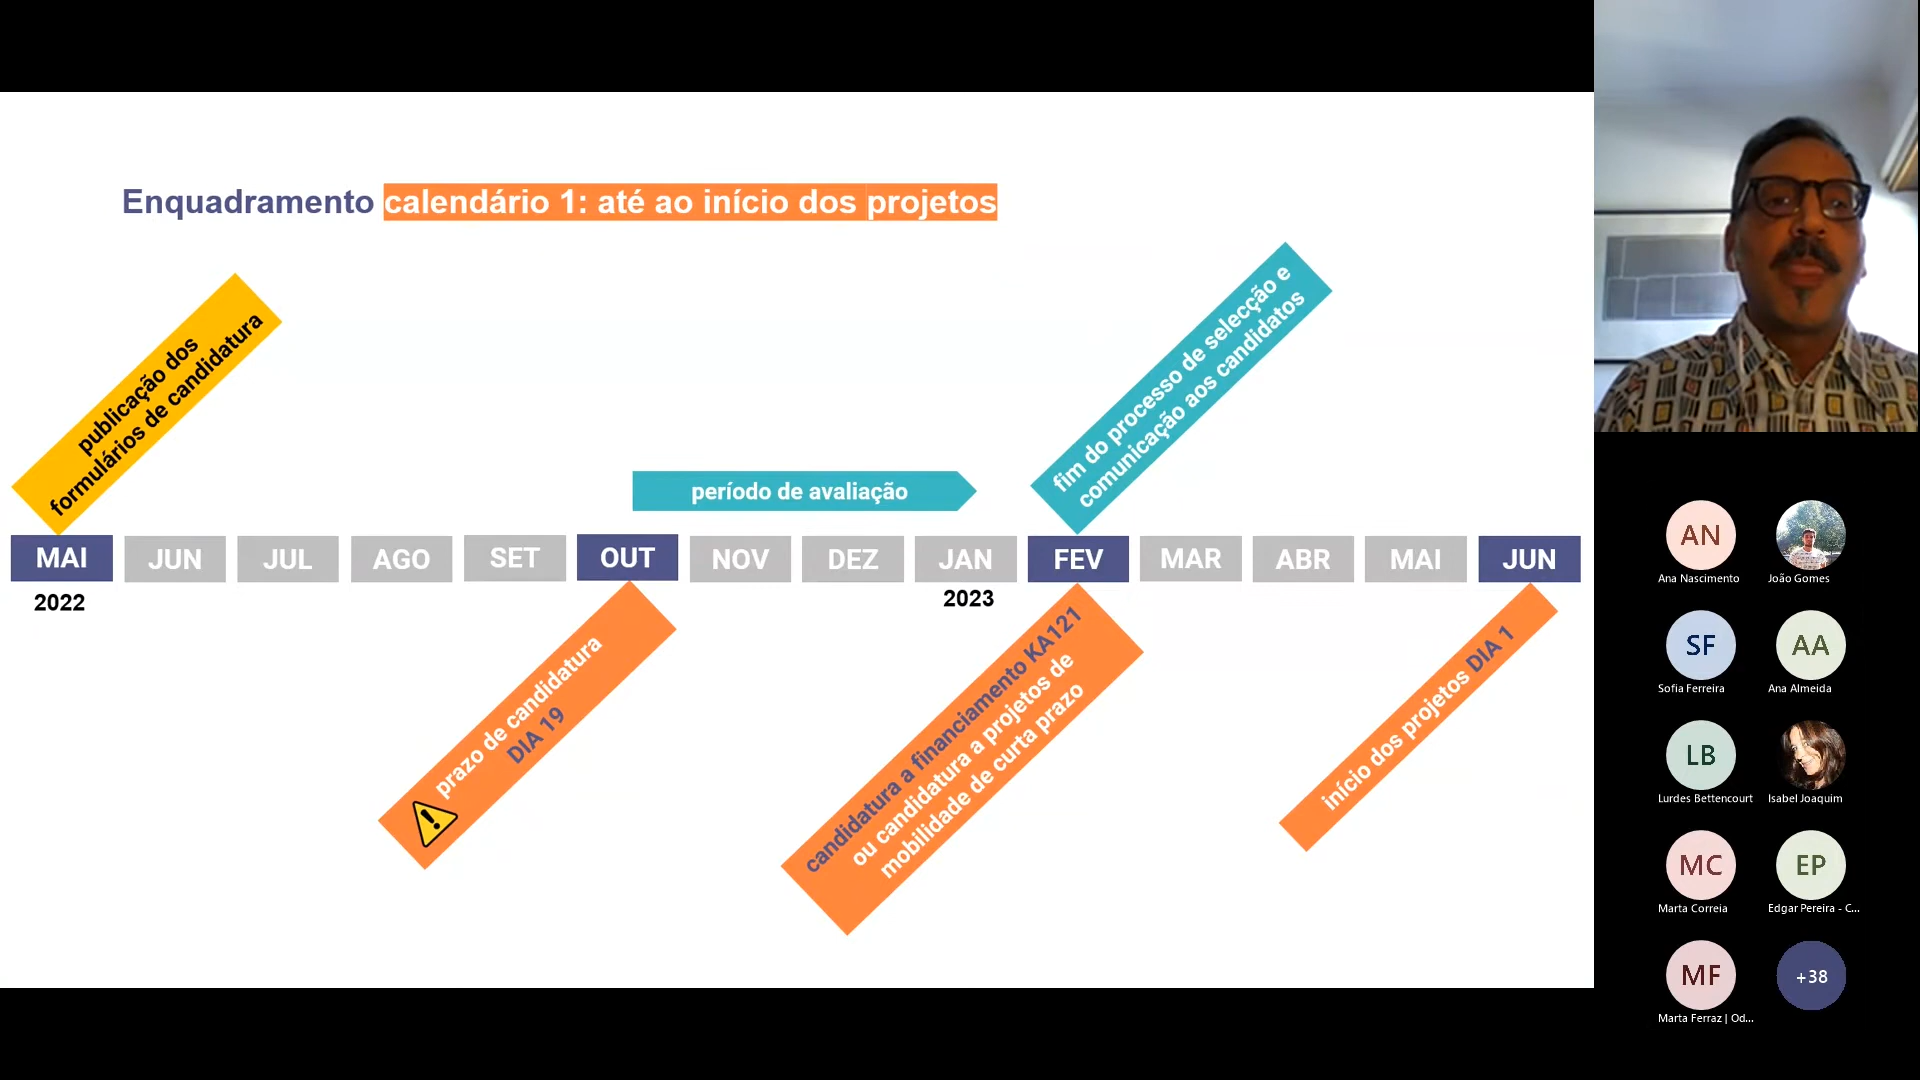 Enquadramento calendário 1: até ao início dos projetos
publicação dos
formulários de candidatura
fim do processo de selecção e
comunicação aos candidatos
período de avaliação
MAI JUN JUL AGO SET OUT NOV DEZ JAN FEV MAR ABR MAI JUN
2022 2023
prazo de candidatura
DIA 19
candidatura a financiamento KA121
ou candidatura a projetos de
mobilidade de curta prazo
início dos projetos DIA 1
AN
Ana Nascimento
João Gomes
SF
Sofia Ferreira
AA
Ana Almeida
LB
Lurdes Bettencourt
Isabel Joaquim
MC
Marta Correia
EP
Edgar Pereira - C...
MF
Marta Ferraz | Od...
+38